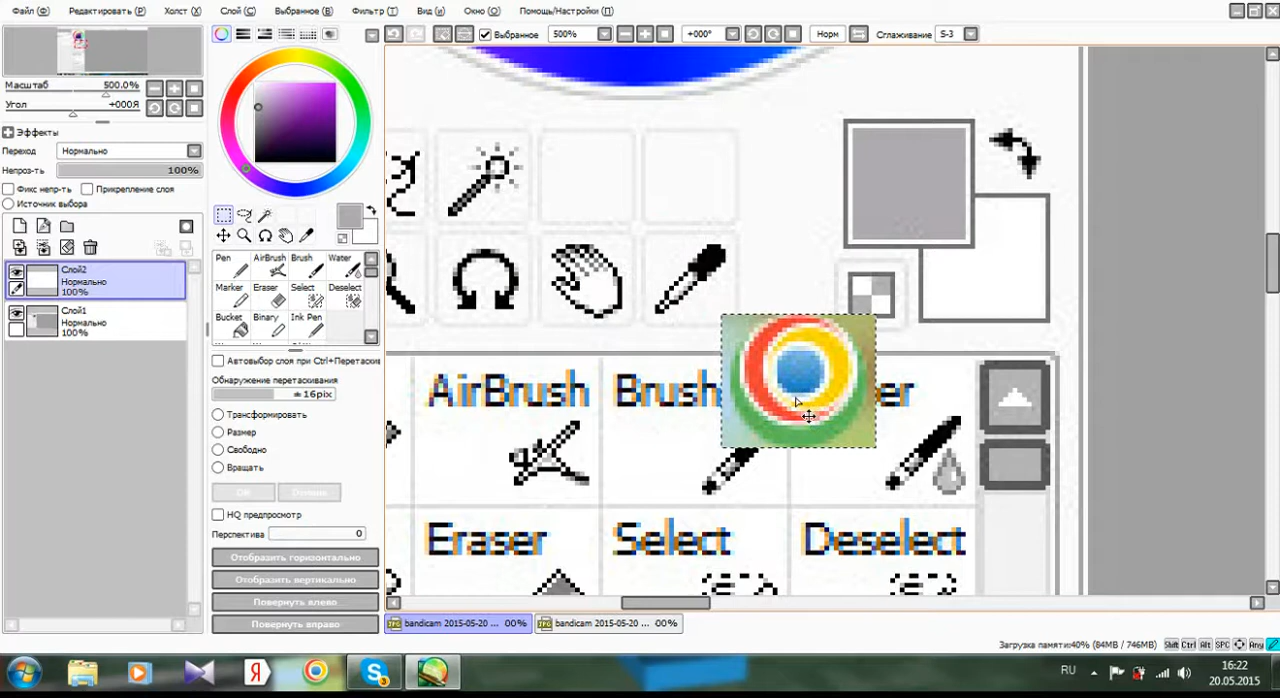 Файл (Ф) Редактировать (Р) Холст (Х) Слой (С) Выбранное (В) Фильтр (Т) Вид (И) Окно (О) Помощь/Настройки (П)
Выбранное 500% +000° Норм Сглаживание S-3
Масштаб 500.0%
Угол +000Я
Эффекты
Переход Нормально
Непроз-ть 100%
Фикс непр-ть Прикрепление слоя
Источник выбора
Слой2
Нормально
100%
Слой1
Нормально
100%
Pen AirBrush Brush Water
Marker Eraser Select Deselect
Bucket Binary Ink Pen
Автовыбор слоя при Ctrl+Перетаски
Обнаружение перетаскивания
16pix
Трансформировать
Размер
Свободно
Вращать
HQ предпросмотр
Перспектива 0
Отобразить горизонтально
Отобразить вертикально
Повернуть влево
Повернуть вправо
AirBrush Brush er
Eraser Select Deselect
bandicam 2015-05-20 ... 00% bandicam 2015-05-20 ... 00%
Загрузка памяти:40% (84MB / 746MB) Shift Ctrl Alt SPC Any
RU 16:22
20.05.2015